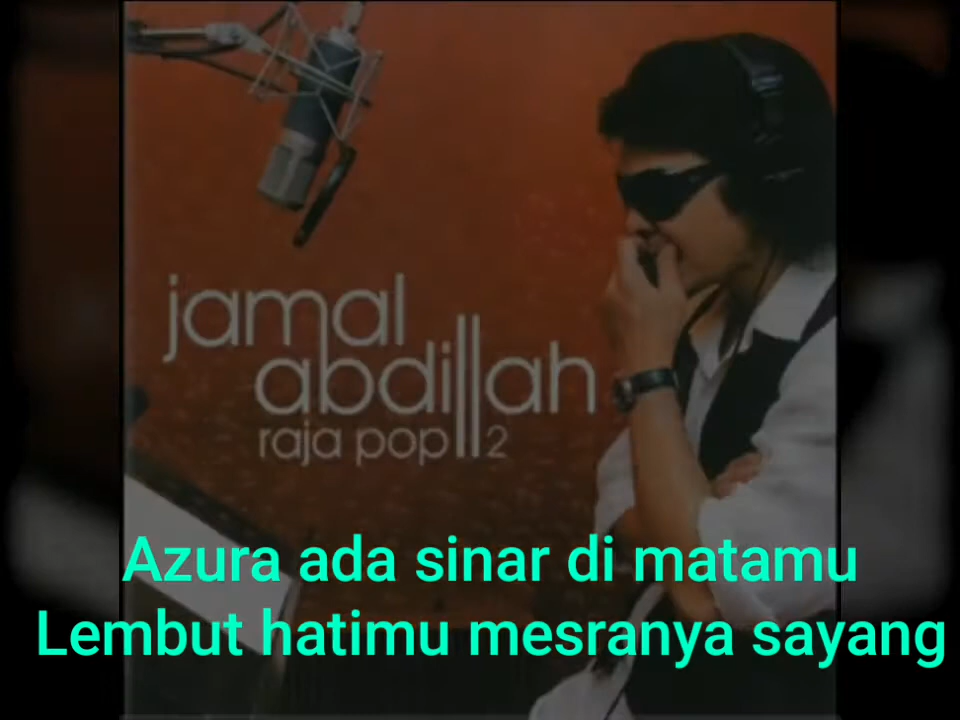 jamal
abdillah
raja pop 2
Azura ada sinar di matamu
Lembut hatimu mesranya sayang